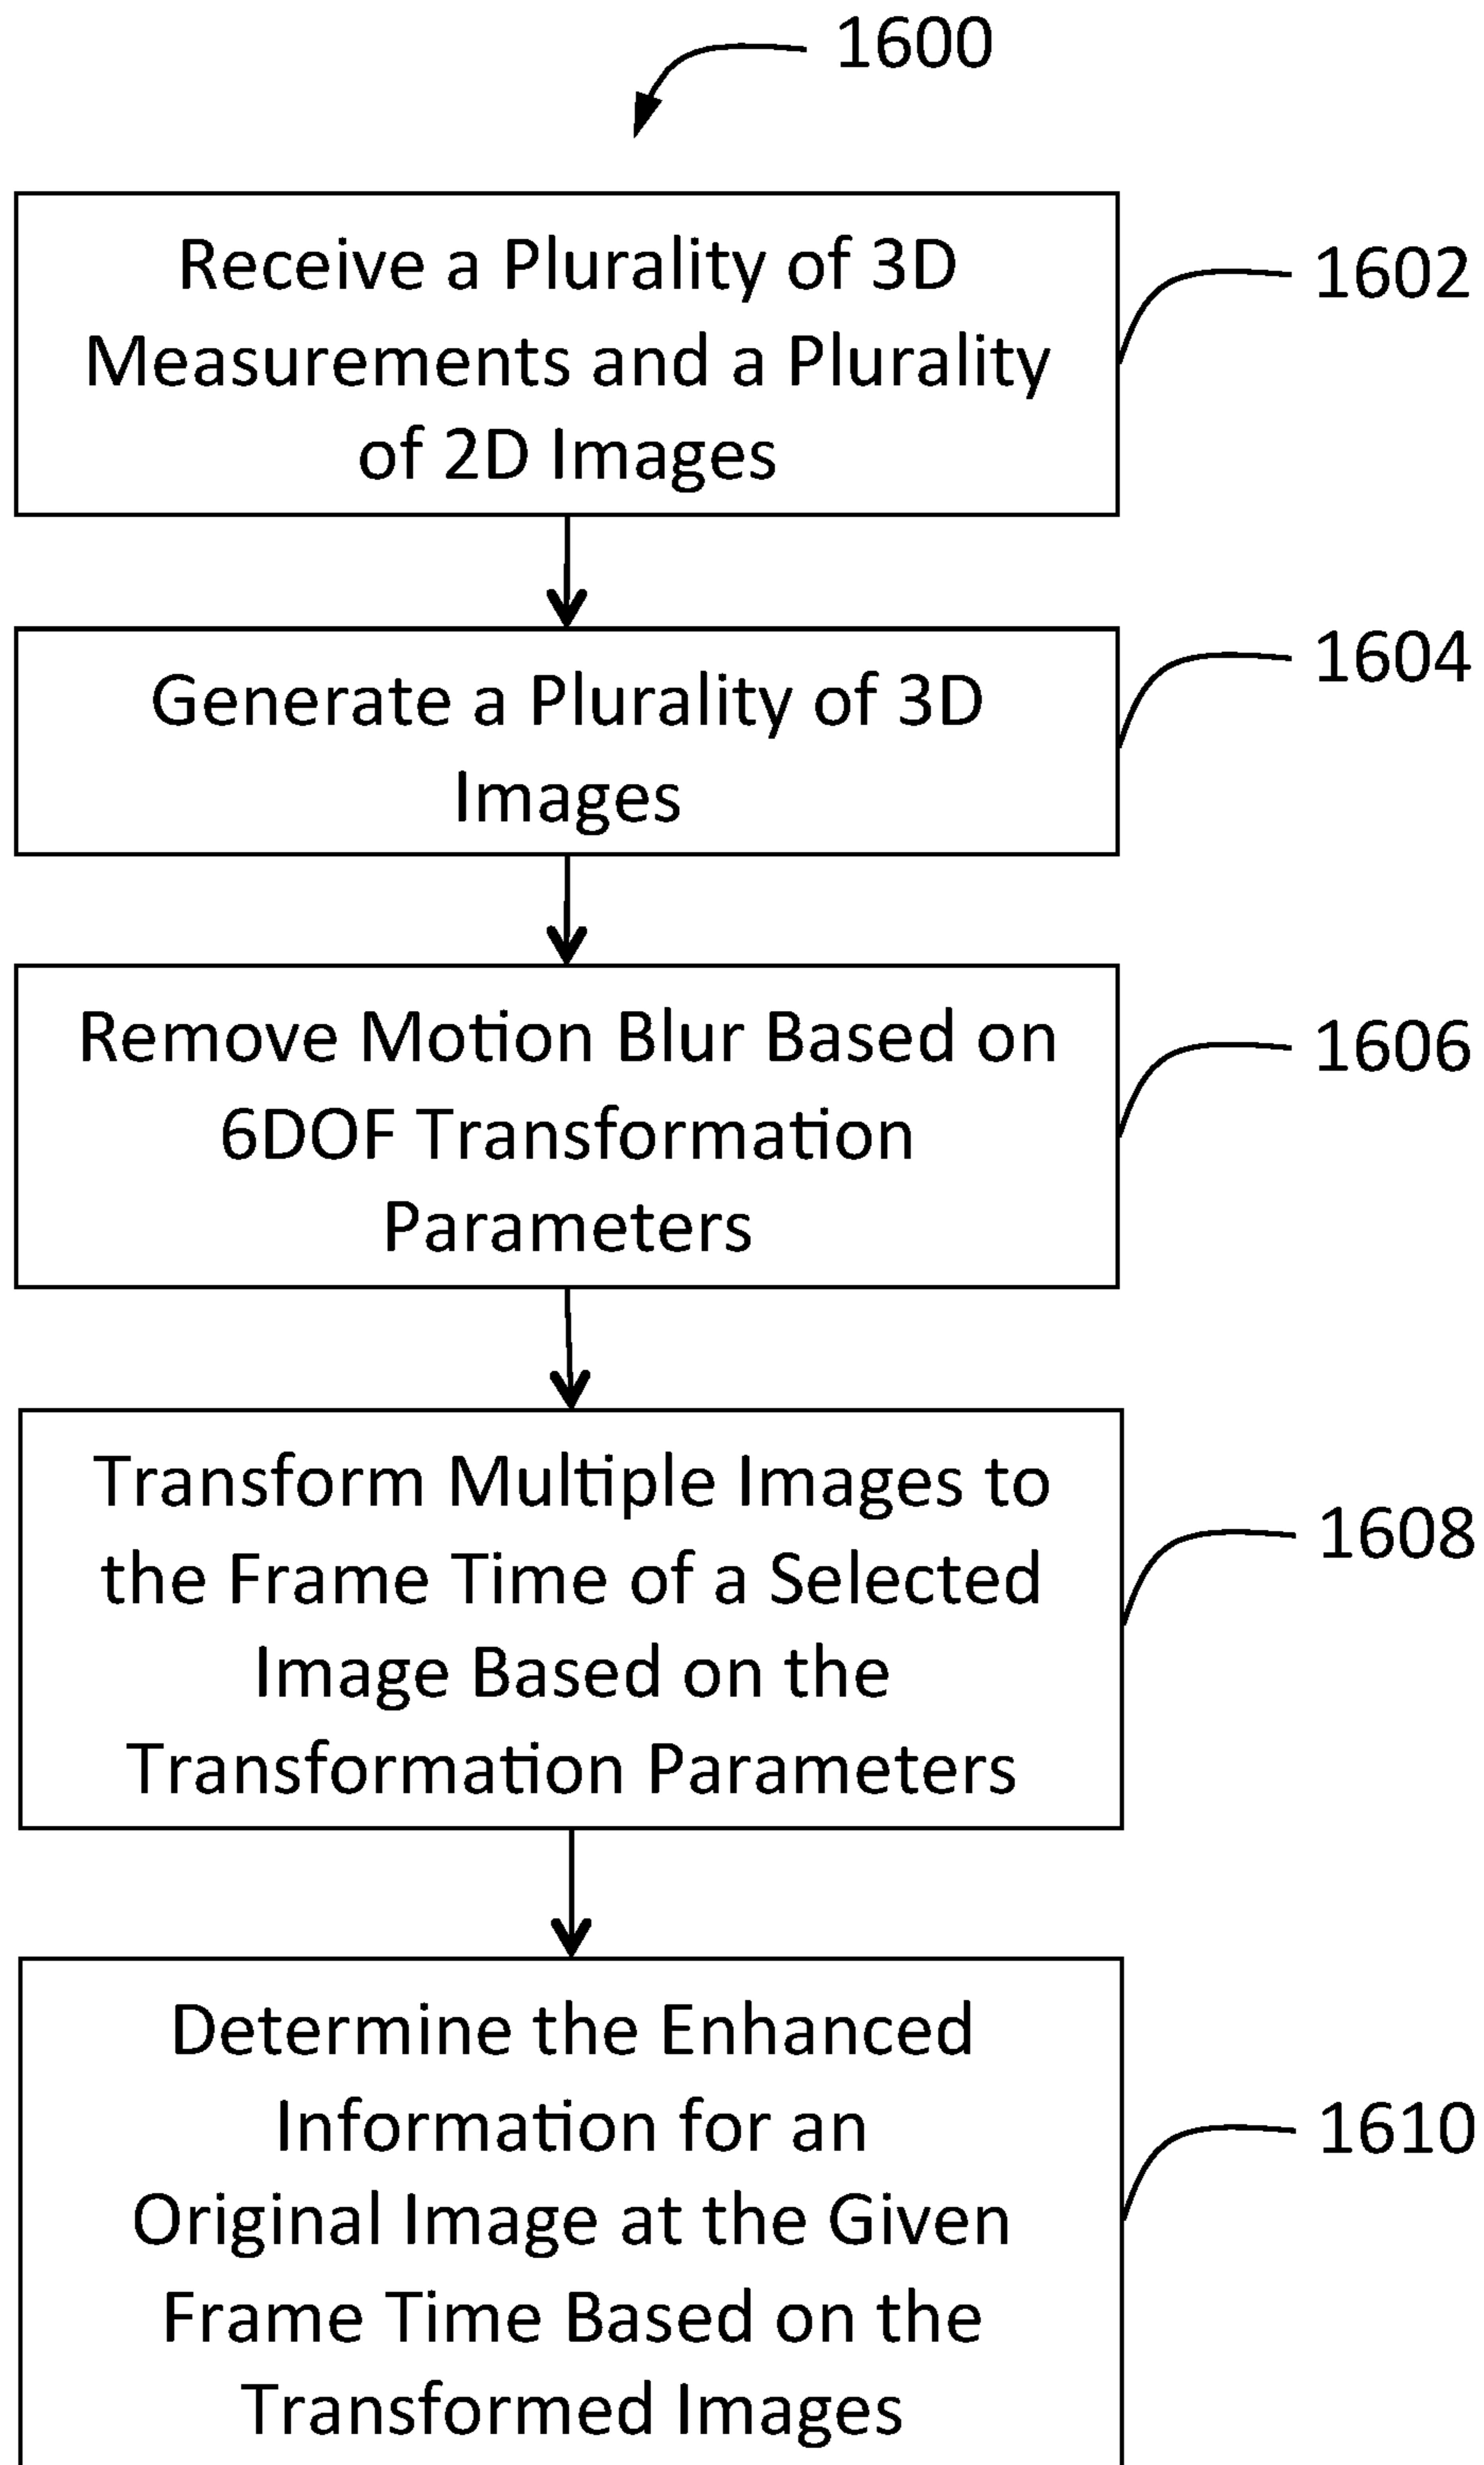 1600
Receive a Plurality of 3D
Measurements and a Plurality
of 2D Images
1602
Generate a Plurality of 3D
Images
1604
Remove Motion Blur Based on
6DOF Transformation
Parameters
1606
Transform Multiple Images to
the Frame Time of a Selected
Image Based on the
Transformation Parameters
1608
Determine the Enhanced
Information for an
Original Image at the Given
Frame Time Based on the
Transformed Images
1610